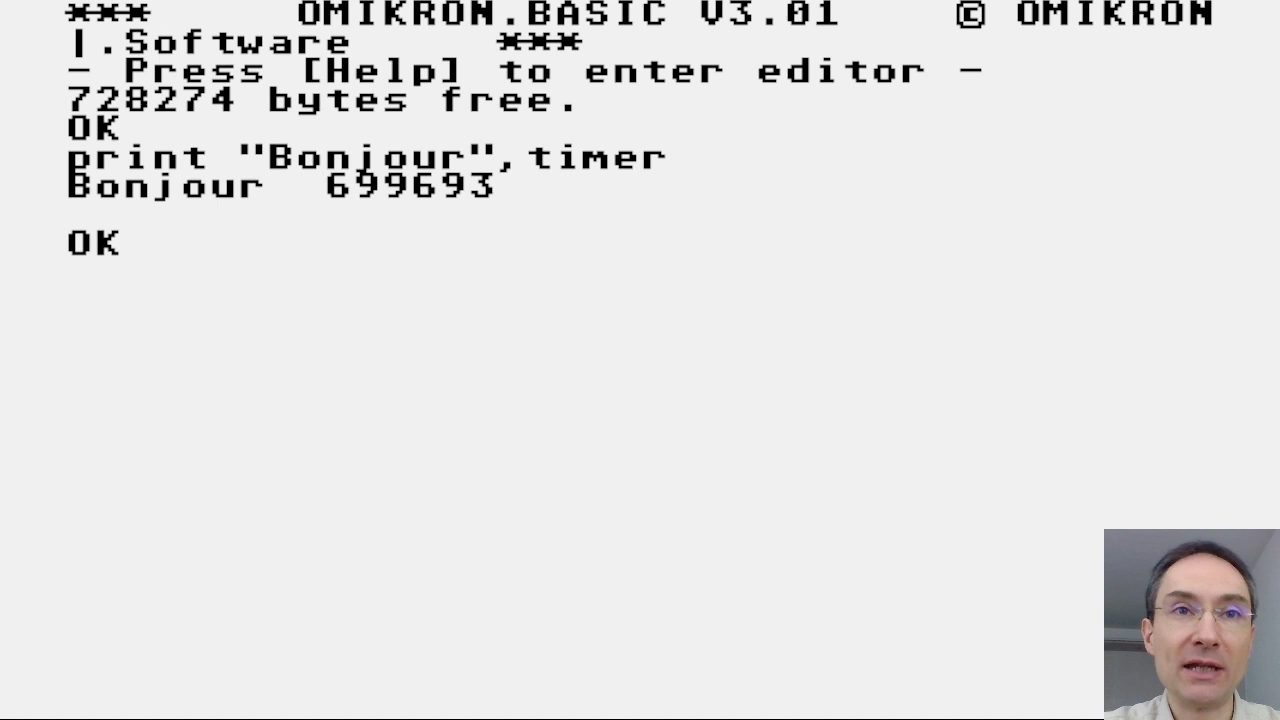 *** OMIKRON.BASIC V3.01 © OMIKRON
|.Software ***
- Press [Help] to enter editor -
728274 bytes free.
OK
print "Bonjour",timer
Bonjour 699693
OK